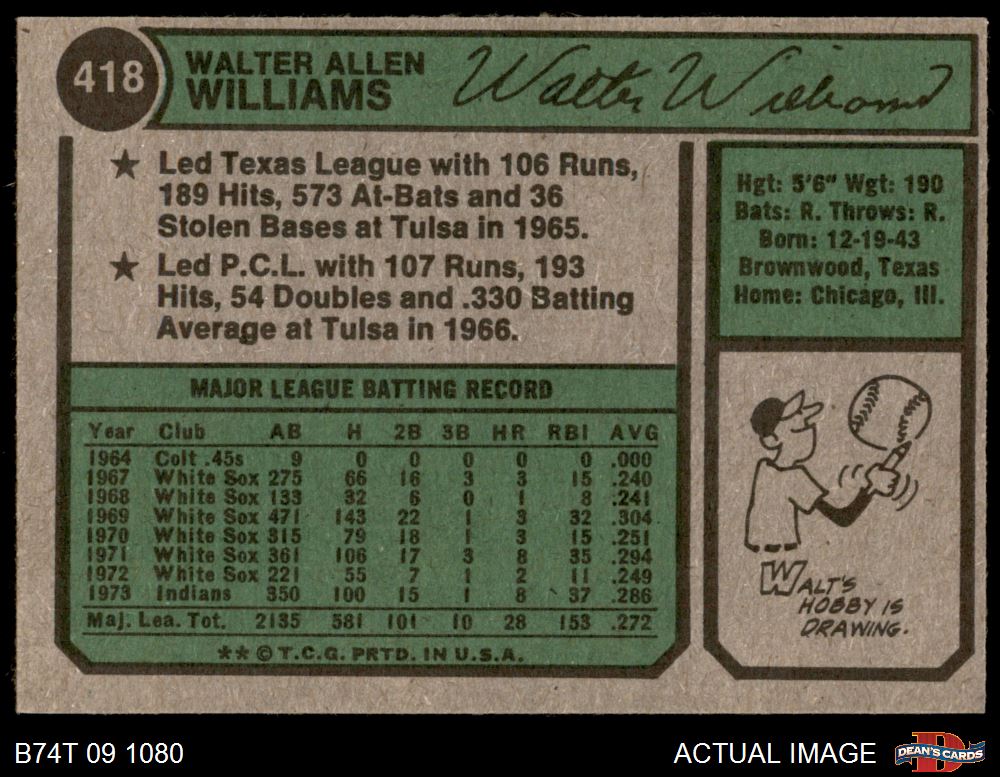 418
WALTER ALLEN
WILLIAMS
Walter Williams
★ Led Texas League with 106 Runs,
189 Hits, 573 At-Bats and 36
Stolen Bases at Tulsa in 1965.
★ Led P.C.L. with 107 Runs, 193
Hits, 54 Doubles and .330 Batting
Average at Tulsa in 1966.
Hgt: 5'6" Wgt: 190
Bats: R. Throws: R.
Born: 12-19-43
Brownwood, Texas
Home: Chicago, Ill.
MAJOR LEAGUE BATTING RECORD
Year Club AB H 2B 3B HR RBI AVG
1964 Colt .45s 9 0 0 0 0 0 .000
1967 White Sox 275 66 16 3 3 15 .240
1968 White Sox 133 32 6 0 1 8 .241
1969 White Sox 471 143 22 1 3 32 .304
1970 White Sox 315 79 18 1 3 15 .251
1971 White Sox 361 106 17 3 8 35 .294
1972 White Sox 221 55 7 1 2 11 .249
1973 Indians 350 100 15 1 8 37 .286
Maj. Lea. Tot. 2135 581 101 10 28 153 .272
** © T.C.G. PRTD. IN U.S.A.
WALT'S
HOBBY IS
DRAWING.
B74T 09 1080
ACTUAL IMAGE
B
DEAN'S CARDS